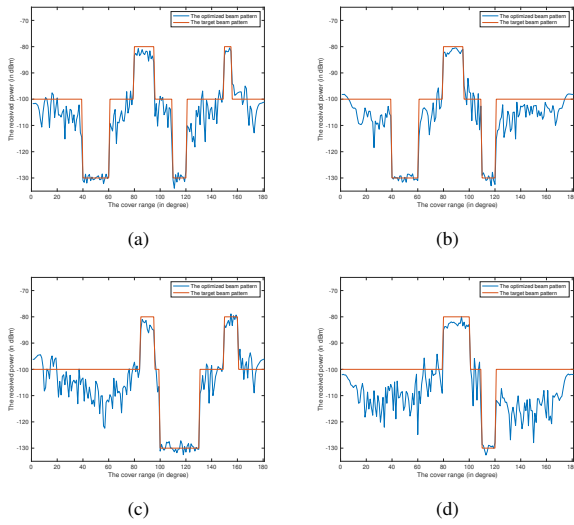 The optimized beam pattern
The target beam pattern
-70
-80
-90
-100
-110
-120
-130
The received power (in dBm)
0 20 40 60 80 100 120 140 160 180
The cover range (in degree)
(a)
The optimized beam pattern
The target beam pattern
-70
-80
-90
-100
-110
-120
-130
The received power (in dBm)
0 20 40 60 80 100 120 140 160 180
The cover range (in degree)
(b)
The optimized beam pattern
The target beam pattern
-70
-80
-90
-100
-110
-120
-130
The received power (in dBm)
0 20 40 60 80 100 120 140 160 180
The cover range (in degree)
(c)
The optimized beam pattern
The target beam pattern
-70
-80
-90
-100
-110
-120
-130
The received power (in dBm)
0 20 40 60 80 100 120 140 160 180
The cover range (in degree)
(d)